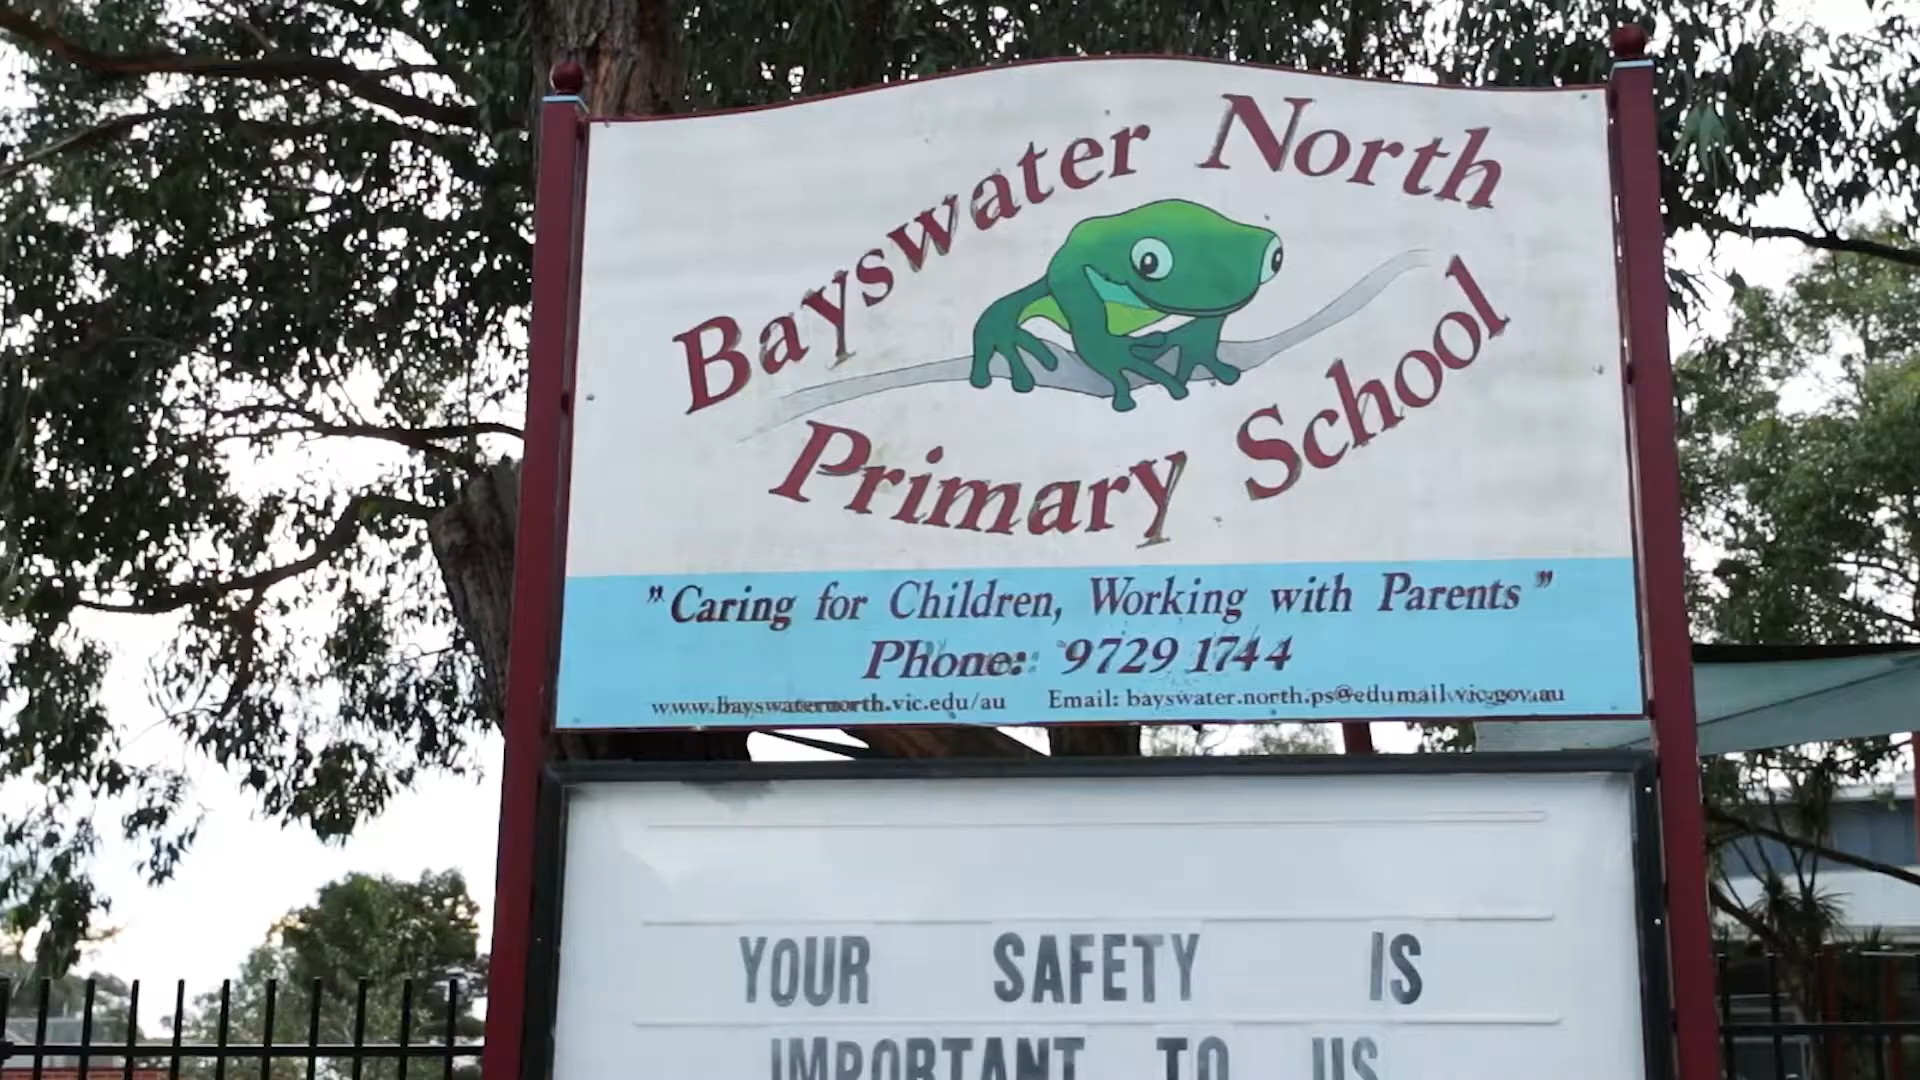 Bayswater North
Primary School
"Caring for Children, Working with Parents"
Phone: 9729 1744
www.bayswaternorth.vic.edu/au Email: bayswater.north.ps@edumail.vic.gov.au
YOUR SAFETY IS
IMPORTANT TO US